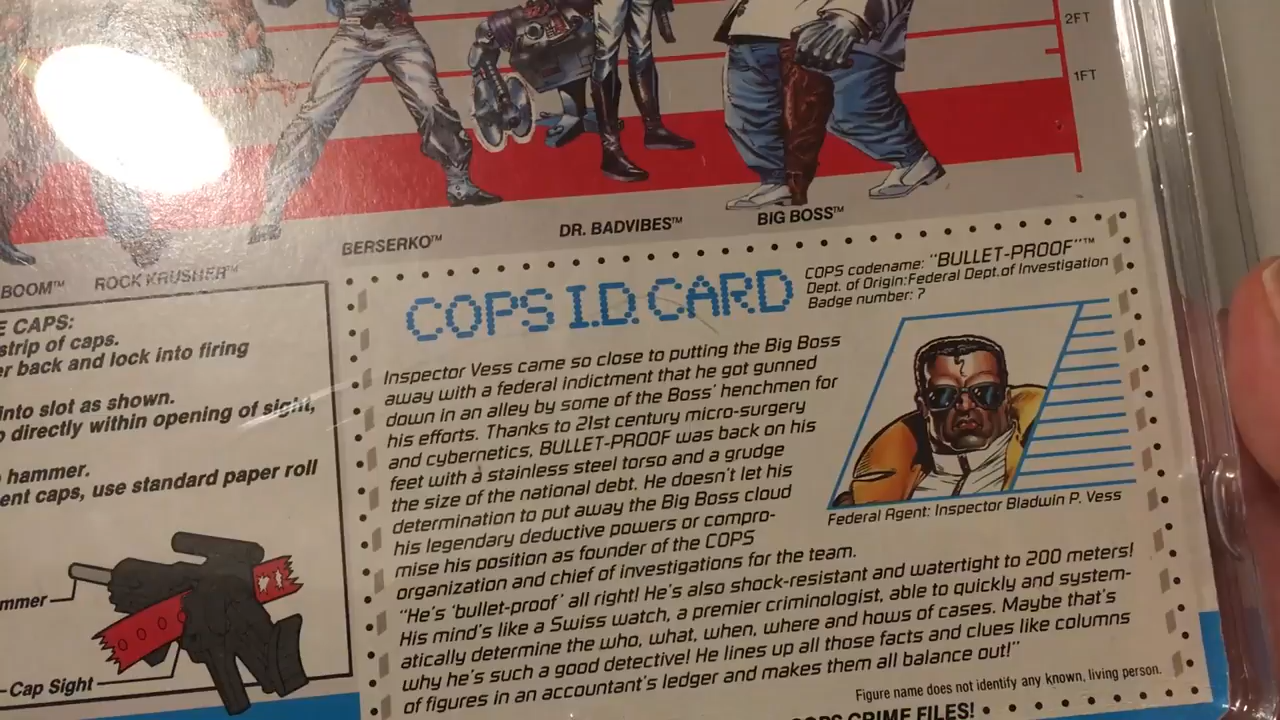 2FT
1FT
BOOM™
ROCK KRUSHER™
BERSERKO™
DR. BADVIBES™
BIG BOSS™
E CAPS:
strip of caps.
er back and lock into firing
into slot as shown.
directly within opening of sight,
hammer.
ent caps, use standard paper roll
mmer
Cap Sight
COPS I.D. CARD
COPS codename: "BULLET-PROOF"™
Dept. of Origin:Federal Dept.of Investigation
Badge number: 7
Inspector Vess came so close to putting the Big Boss
away with a federal indictment that he got gunned
down in an alley by some of the Boss' henchmen for
his efforts. Thanks to 21st century micro-surgery
and cybernetics, BULLET-PROOF was back on his
feet with a stainless steel torso and a grudge
the size of the national debt. He doesn't let his
determination to put away the Big Boss cloud
his legendary deductive powers or compro-
mise his position as founder of the COPS
organization and chief of investigations for the team.
"He's 'bullet-proof' all right! He's also shock-resistant and watertight to 200 meters!
His mind's like a Swiss watch, a premier criminologist, able to quickly and system-
atically determine the who, what, when, where and hows of cases. Maybe that's
why he's such a good detective! He lines up all those facts and clues like columns
of figures in an accountant's ledger and makes them all balance out!"
Federal Agent: Inspector Bladwin P. Vess
Figure name does not identify any known, living person.
COPS CRIME FILES!